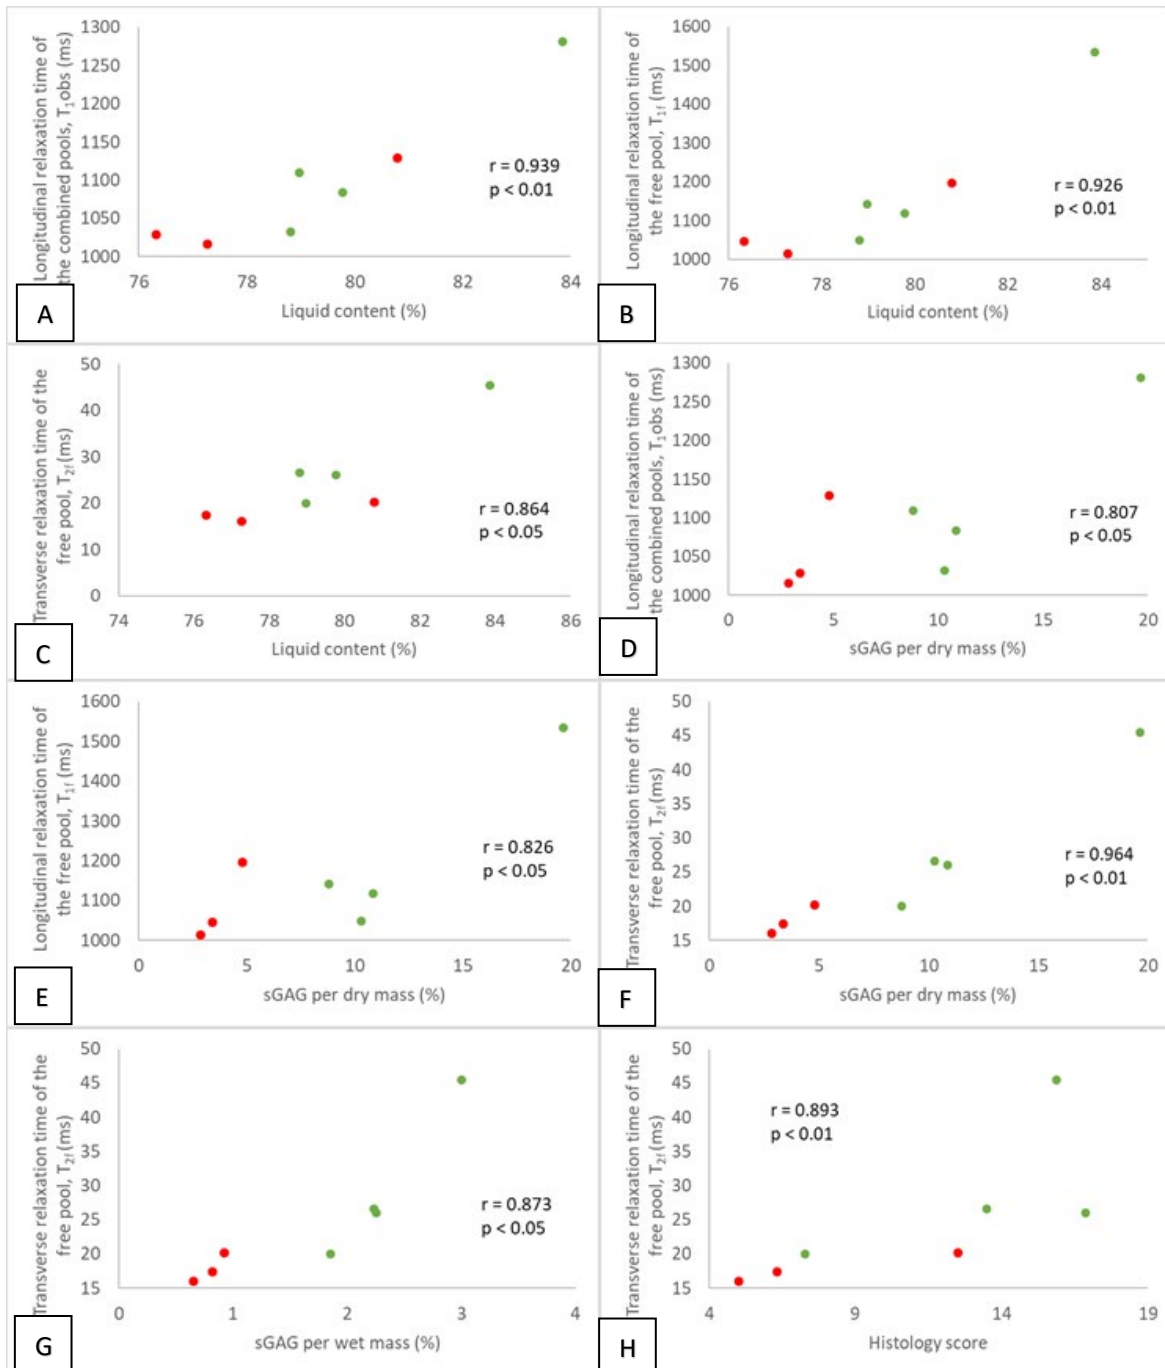 Longitudinal relaxation time of
the combined pools, T₁obs (ms)
1300
1250
1200
1150
1100
1050
1000
76 78 80 82 84
Liquid content (%)
r = 0.939
p < 0.01
A
Longitudinal relaxation time of
the free pool, T₁f (ms)
1600
1500
1400
1300
1200
1100
1000
76 78 80 82 84
Liquid content (%)
r = 0.926
p < 0.01
B
Transverse relaxation time of the
free pool, T₂f (ms)
50
40
30
20
10
0
74 76 78 80 82 84 86
Liquid content (%)
r = 0.864
p < 0.05
C
Longitudinal relaxation time of
the combined pools, T₁obs (ms)
1300
1250
1200
1150
1100
1050
1000
0 5 10 15 20
sGAG per dry mass (%)
r = 0.807
p < 0.05
D
Longitudinal relaxation time of
the free pool, T₁f (ms)
1600
1500
1400
1300
1200
1100
1000
0 5 10 15 20
sGAG per dry mass (%)
r = 0.826
p < 0.05
E
Transverse relaxation time of the
free pool, T₂f (ms)
50
45
40
35
30
25
20
15
0 5 10 15 20
sGAG per dry mass (%)
r = 0.964
p < 0.01
F
Transverse relaxation time of the
free pool, T₂f (ms)
50
45
40
35
30
25
20
15
0 1 2 3 4
sGAG per wet mass (%)
r = 0.873
p < 0.05
G
Transverse relaxation time of the
free pool, T₂f (ms)
50
45
40
35
30
25
20
15
4 9 14 19
Histology score
r = 0.893
p < 0.01
H